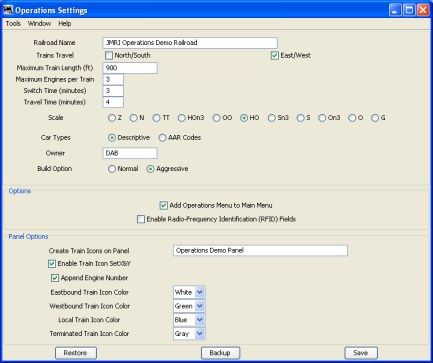 Operations Settings
Tools Window Help
Railroad Name JMRI Operations Demo Railroad
Trains Travel North/South East/West
Maximum Train Length (ft) 900
Maximum Engines per Train 3
Switch Time (minutes) 3
Travel Time (minutes) 4
Scale Z N TT HOn3 OO HO Sn3 S On3 O G
Car Types Descriptive AAR Codes
Owner DAB
Build Option Normal Aggressive
Options
Add Operations Menu to Main Menu
Enable Radio-Frequency Identification (RFID) Fields
Panel Options
Create Train Icons on Panel Operations Demo Panel
Enable Train Icon SetX&Y
Append Engine Number
Eastbound Train Icon Color White
Westbound Train Icon Color Green
Local Train Icon Color Blue
Terminated Train Icon Color Gray
Restore Backup Save